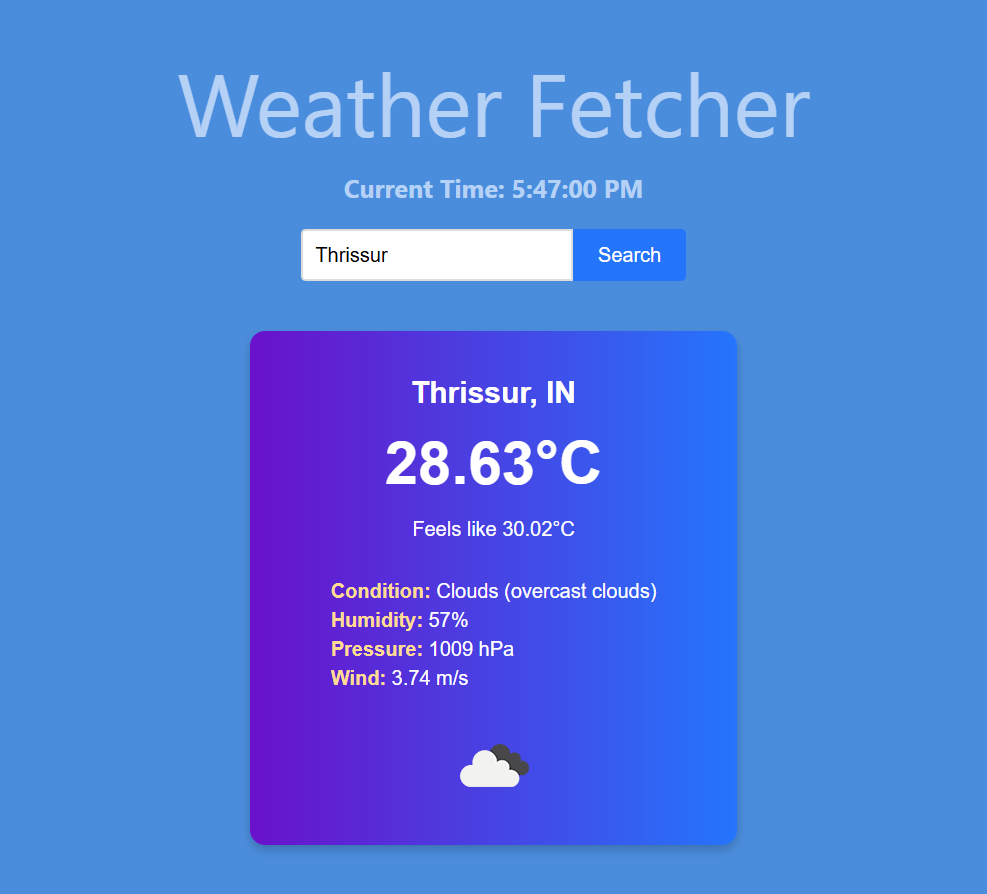 Weather Fetcher
Current Time: 5:47:00 PM
Thrissur Search
Thrissur, IN
28.63°C
Feels like 30.02°C
Condition: Clouds (overcast clouds)
Humidity: 57%
Pressure: 1009 hPa
Wind: 3.74 m/s